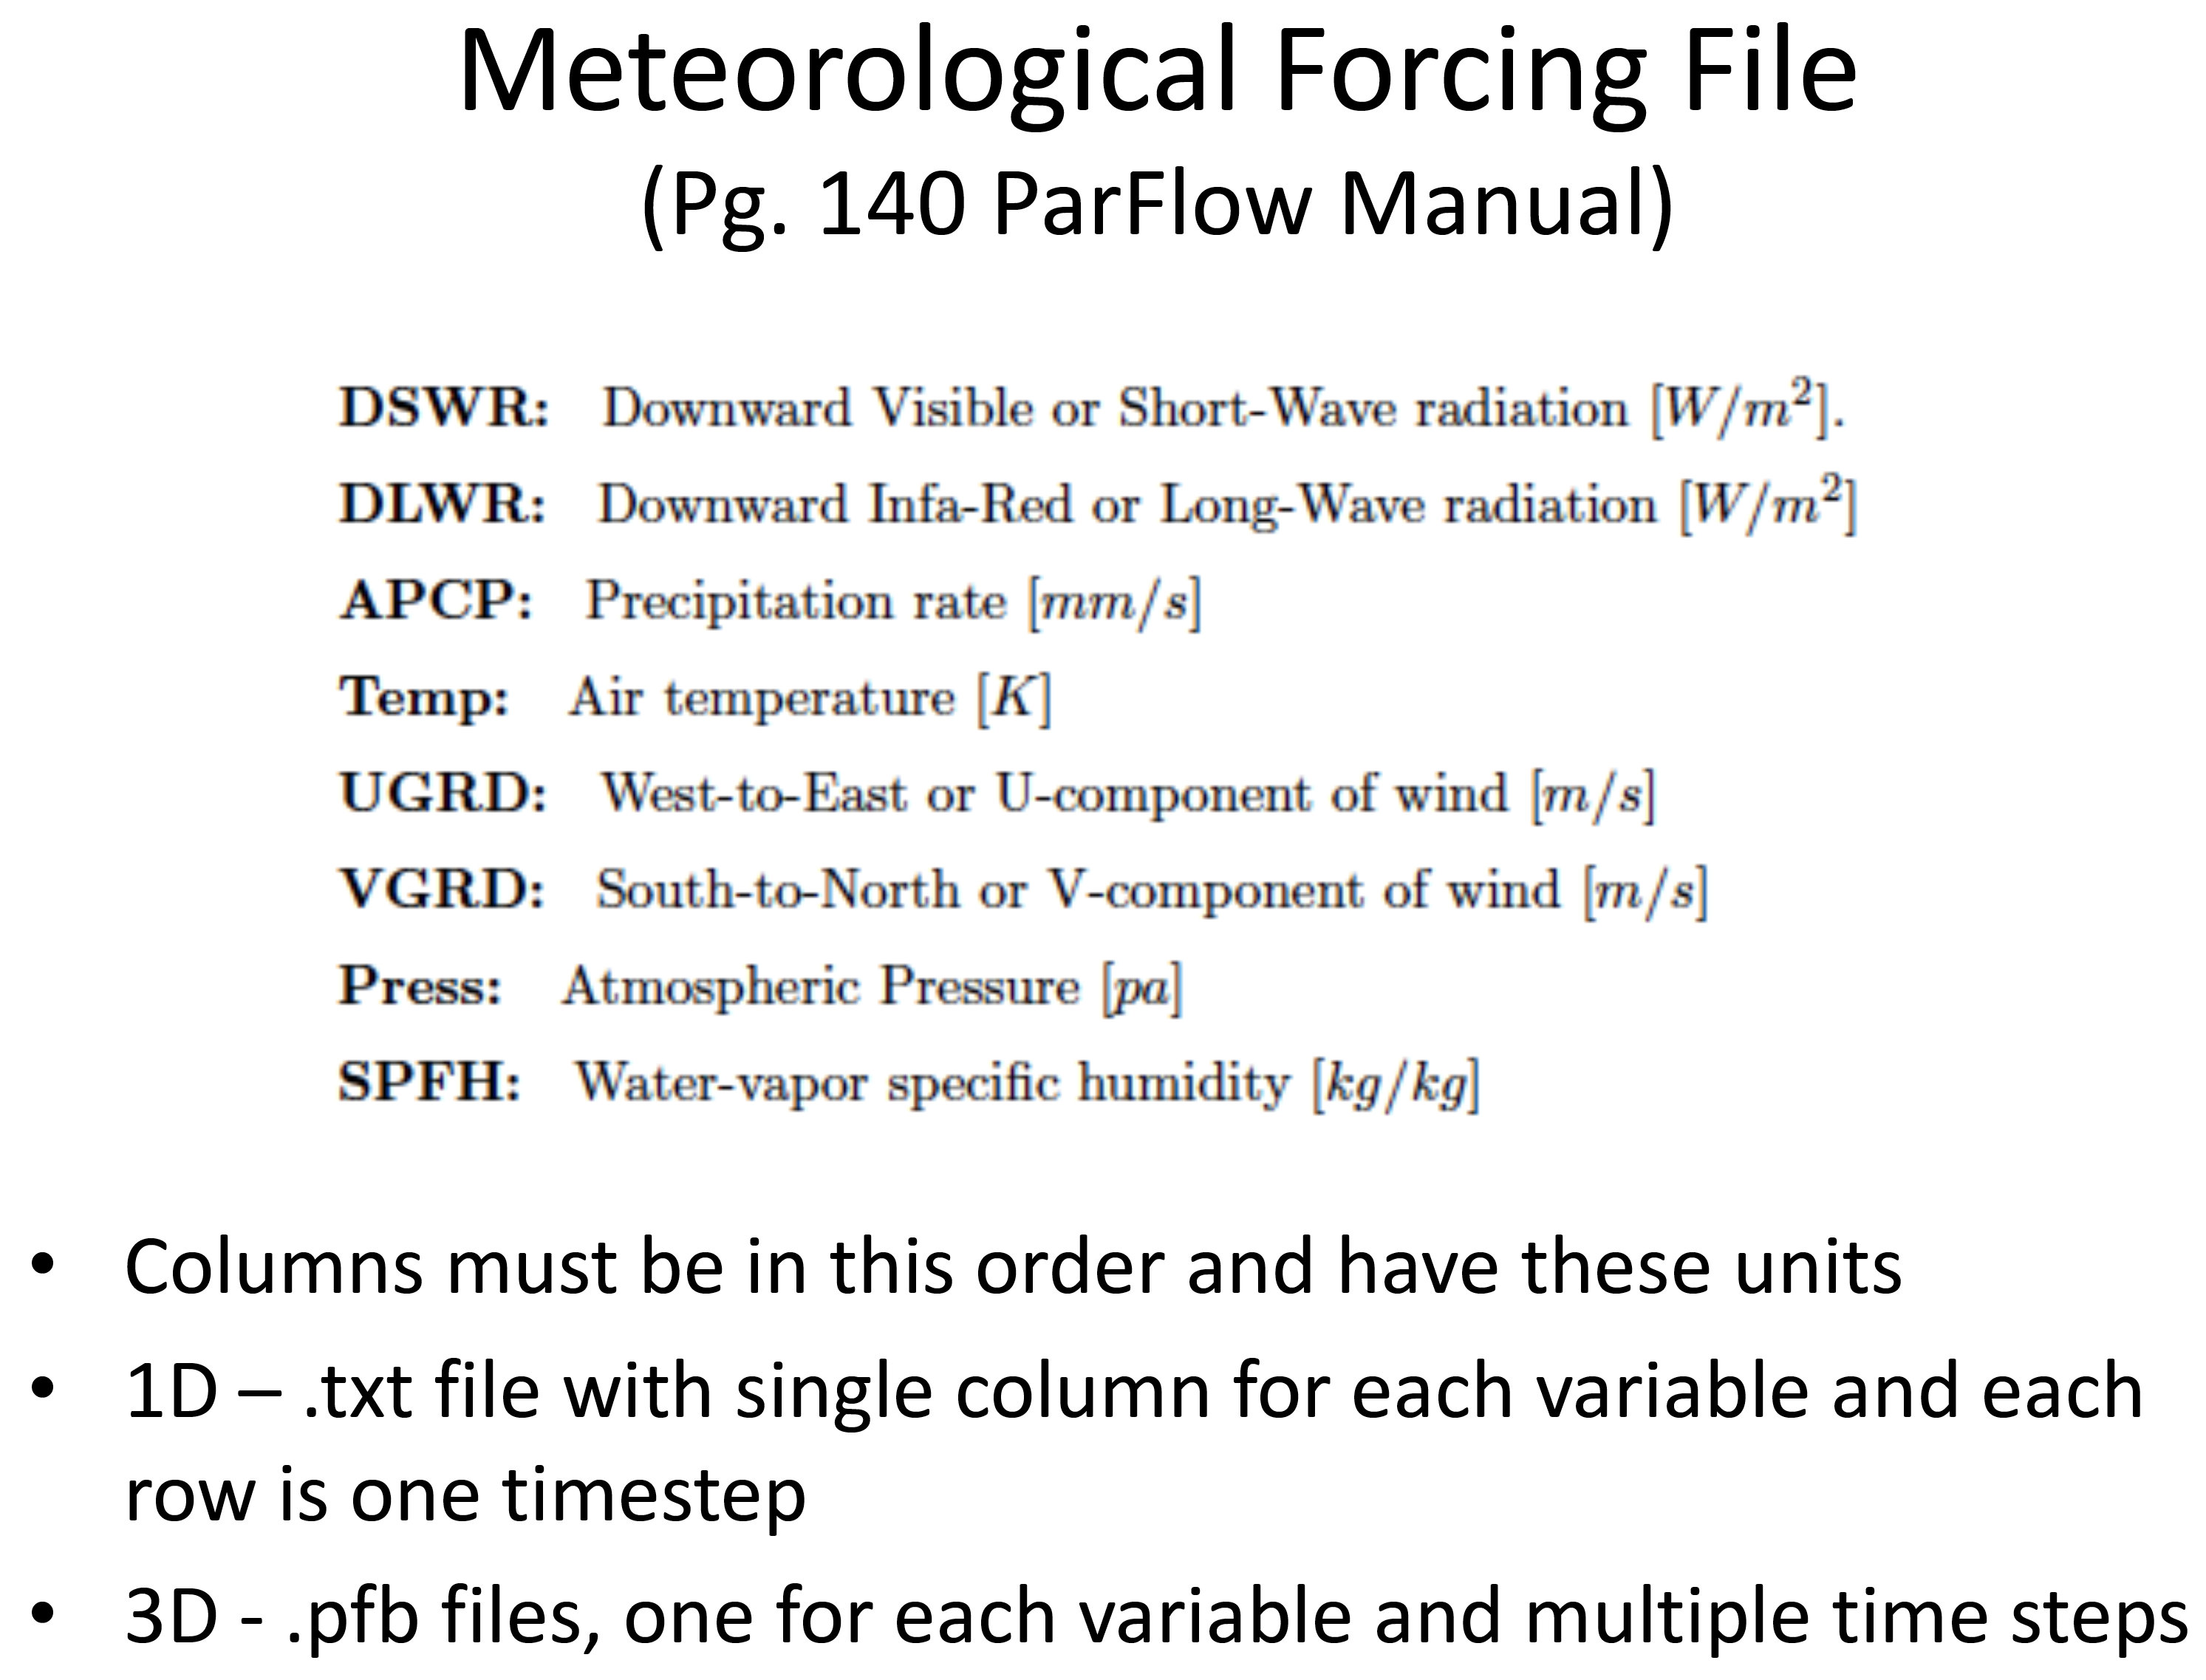 Meteorological Forcing File
(Pg. 140 ParFlow Manual)
DSWR: Downward Visible or Short-Wave radiation [W/m²].
DLWR: Downward Infa-Red or Long-Wave radiation [W/m²]
APCP: Precipitation rate [mm/s]
Temp: Air temperature [K]
UGRD: West-to-East or U-component of wind [m/s]
VGRD: South-to-North or V-component of wind [m/s]
Press: Atmospheric Pressure [pa]
SPFH: Water-vapor specific humidity [kg/kg]
• Columns must be in this order and have these units
• 1D – .txt file with single column for each variable and each
row is one timestep
• 3D - .pfb files, one for each variable and multiple time steps